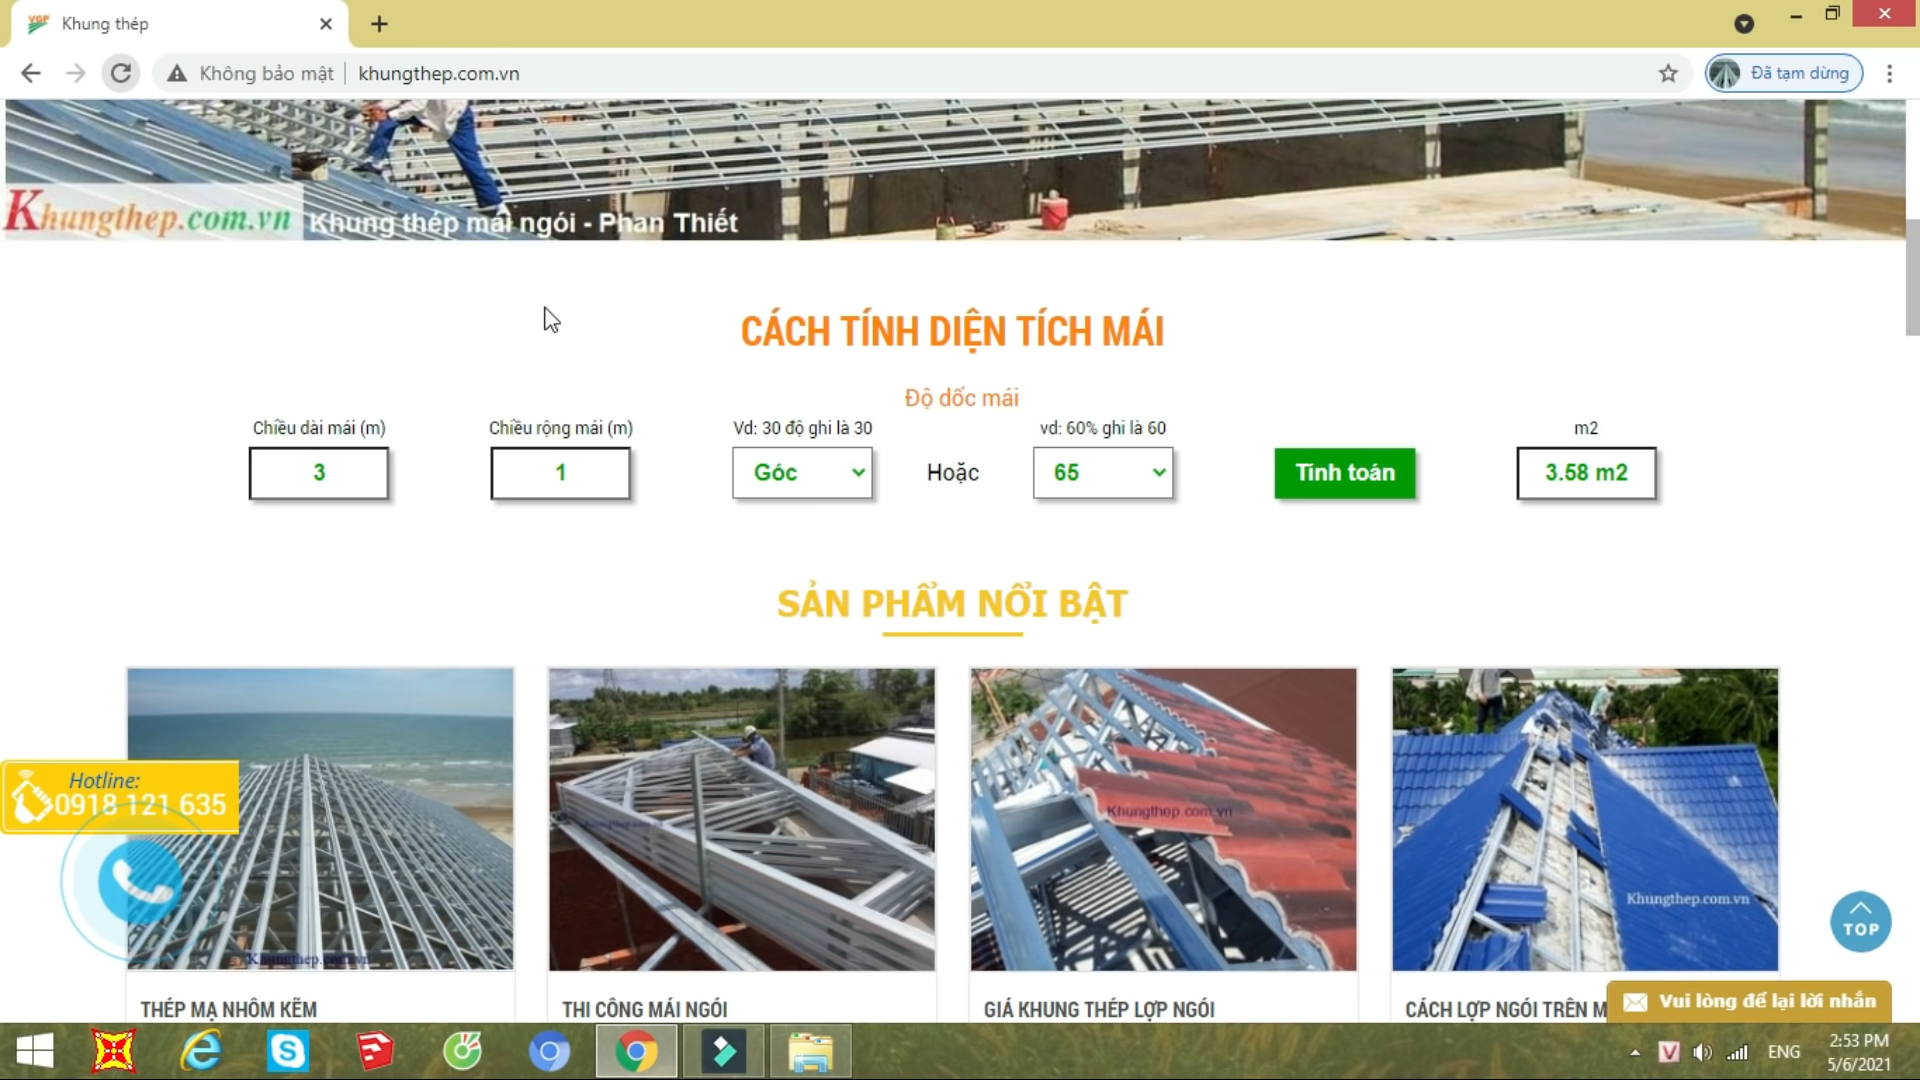 VGP Khung thép
Không bảo mật khungthep.com.vn Đã tạm dừng
Khungthep.com.vn Khung thép mái ngói - Phan Thiết
CÁCH TÍNH DIỆN TÍCH MÁI
Độ dốc mái
Chiều dài mái (m) Chiều rộng mái (m) Vd: 30 độ ghi là 30 vd: 60% ghi là 60 m2
3 1 Góc Hoặc 65 Tính toán 3.58 m2
SẢN PHẨM NỔI BẬT
Hotline:
0918 121 635
Khungthep.com.vn
Khungthep.com.vn
Khungthep.com.vn
TOP
THÉP MẠ NHÔM KẼM THI CÔNG MÁI NGÓI GIÁ KHUNG THÉP LỢP NGÓI CÁCH LỢP NGÓI TRÊN M
Vui lòng để lại lời nhắn
ENG 2:53 PM
5/6/2021